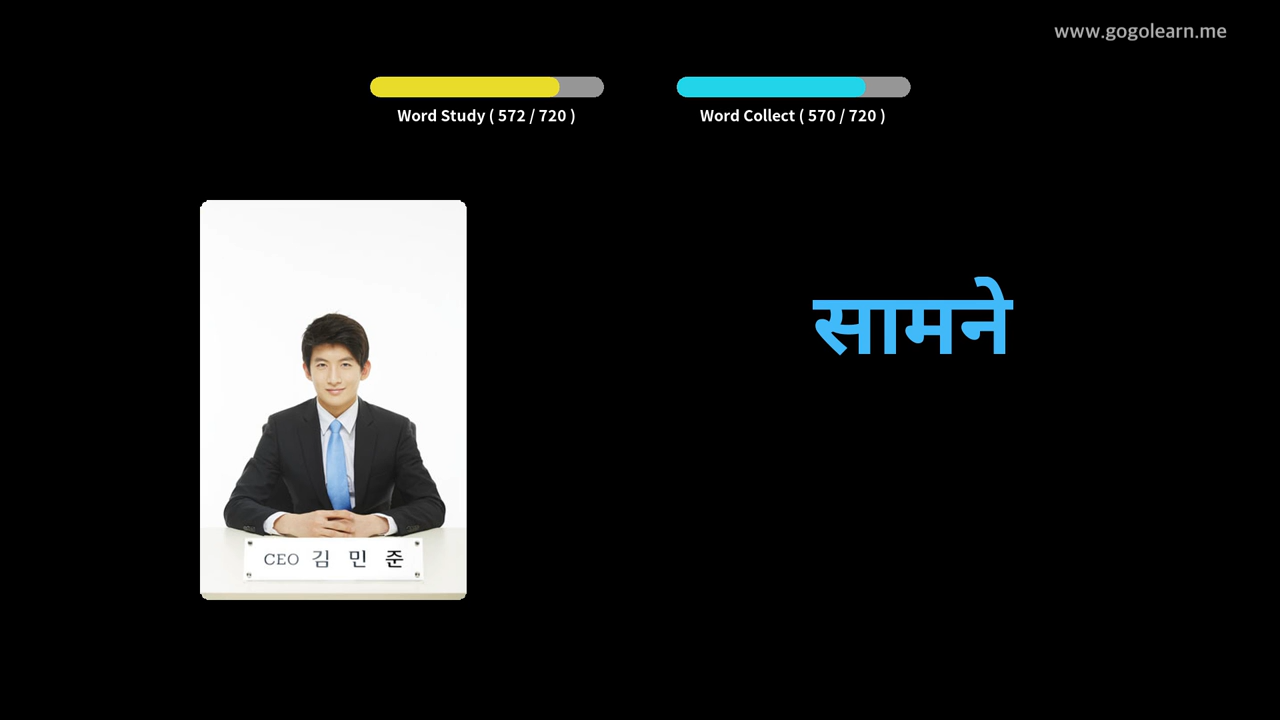 www.gogolearn.me
Word Study ( 572 / 720 )
Word Collect ( 570 / 720 )
सामने
CEO 김 민 준